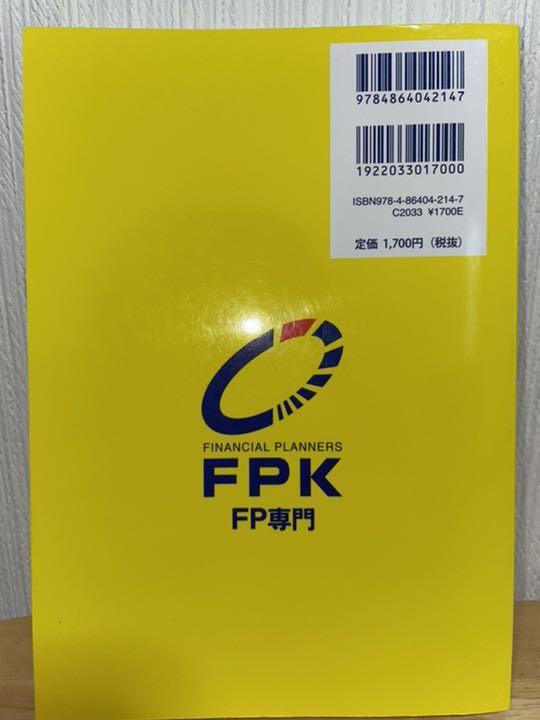 9784864042147
1922033017000
ISBN978-4-86404-214-7
C2033 ¥1700E
定価 1,700円（税抜）
FINANCIAL PLANNERS
FPK
FP専門